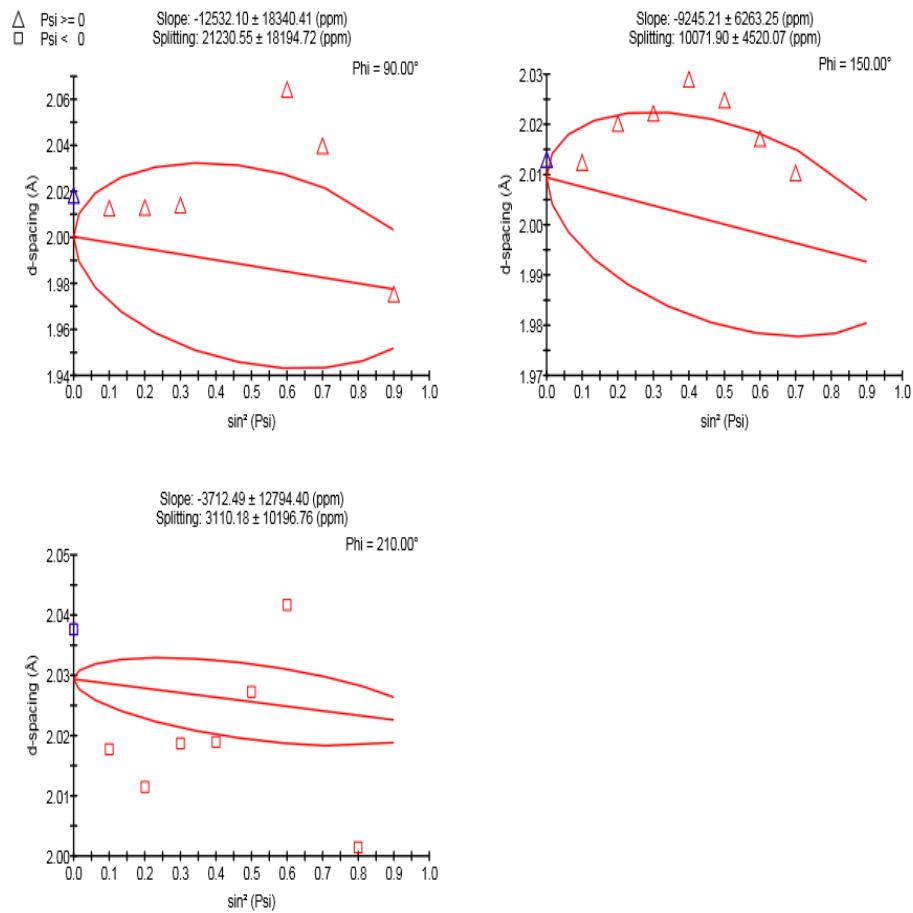 △ Psi >= 0
□ Psi < 0
Slope: -12532.10 ± 18340.41 (ppm)
Splitting: 21230.55 ± 18194.72 (ppm)
Phi = 90.00°
2.06
2.04
2.02
2.00
1.98
1.96
1.94
d-spacing (Å)
0.0 0.1 0.2 0.3 0.4 0.5 0.6 0.7 0.8 0.9 1.0
sin² (Psi)
Slope: -9245.21 ± 6263.25 (ppm)
Splitting: 10071.90 ± 4520.07 (ppm)
Phi = 150.00°
2.03
2.02
2.01
2.00
1.99
1.98
1.97
d-spacing (Å)
0.0 0.1 0.2 0.3 0.4 0.5 0.6 0.7 0.8 0.9 1.0
sin² (Psi)
Slope: -3712.49 ± 12794.40 (ppm)
Splitting: 3110.18 ± 10196.76 (ppm)
Phi = 210.00°
2.05
2.04
2.03
2.02
2.01
2.00
d-spacing (Å)
0.0 0.1 0.2 0.3 0.4 0.5 0.6 0.7 0.8 0.9 1.0
sin² (Psi)